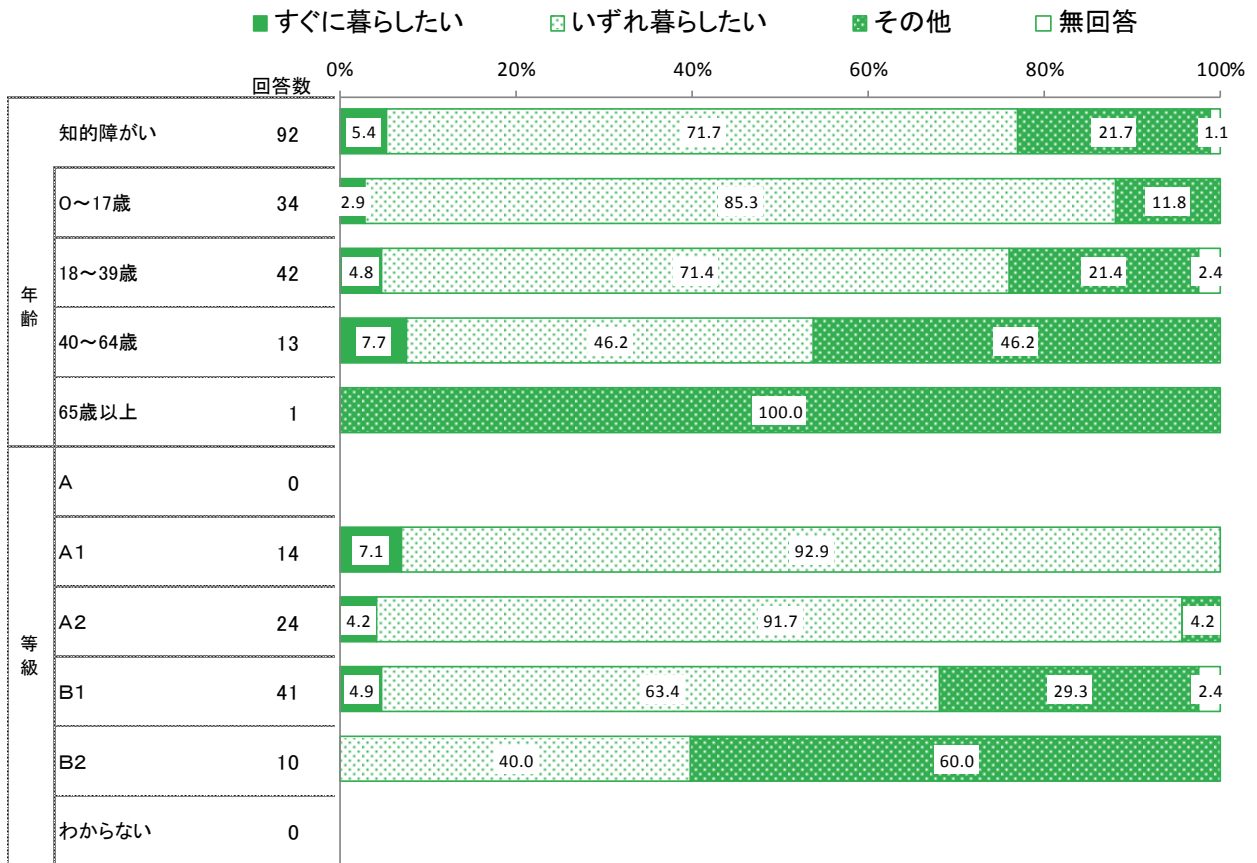 すぐに暮らしたい いずれ暮らしたい その他 無回答
0% 20% 40% 60% 80% 100%
回答数
年齢
知的障がい 92 5.4 71.7 21.7 1.1
0～17歳 34 2.9 85.3 11.8
18～39歳 42 4.8 71.4 21.4 2.4
40～64歳 13 7.7 46.2 46.2
65歳以上 1 100.0
等級
A 0
A1 14 7.1 92.9
A2 24 4.2 91.7 4.2
B1 41 4.9 63.4 29.3 2.4
B2 10 40.0 60.0
わからない 0